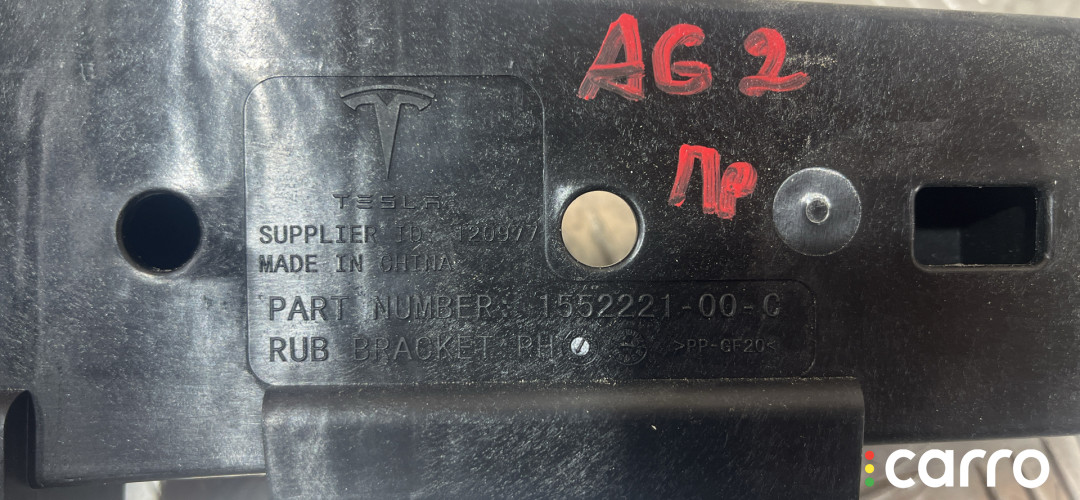 AG 2
пр
TESLA
SUPPLIER ID: 120977
MADE IN CHINA
PART NUMBER: 1552221-00-C
RUB BRACKET RH
>PP-GF20<
carro